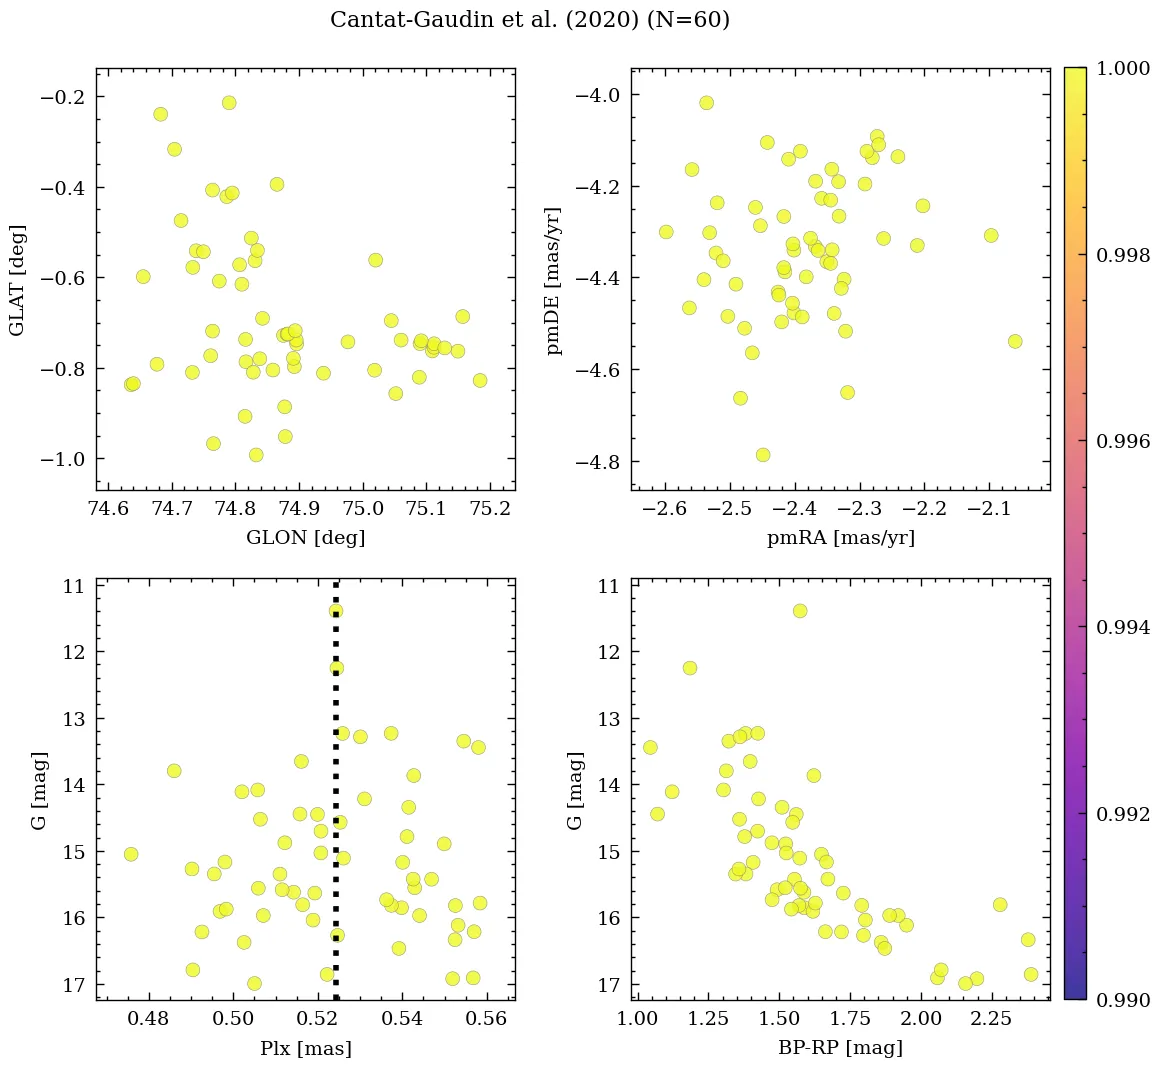 Cantat-Gaudin et al. (2020) (N=60)
−0.2
−0.4
−0.6
−0.8
−1.0
GLAT [deg]
74.6 74.7 74.8 74.9 75.0 75.1 75.2
GLON [deg]
−4.0
−4.2
−4.4
−4.6
−4.8
pmDE [mas/yr]
−2.6 −2.5 −2.4 −2.3 −2.2 −2.1
pmRA [mas/yr]
11
12
13
14
15
16
17
G [mag]
0.48 0.50 0.52 0.54 0.56
Plx [mas]
11
12
13
14
15
16
17
G [mag]
1.00 1.25 1.50 1.75 2.00 2.25
BP-RP [mag]
1.000
0.998
0.996
0.994
0.992
0.990